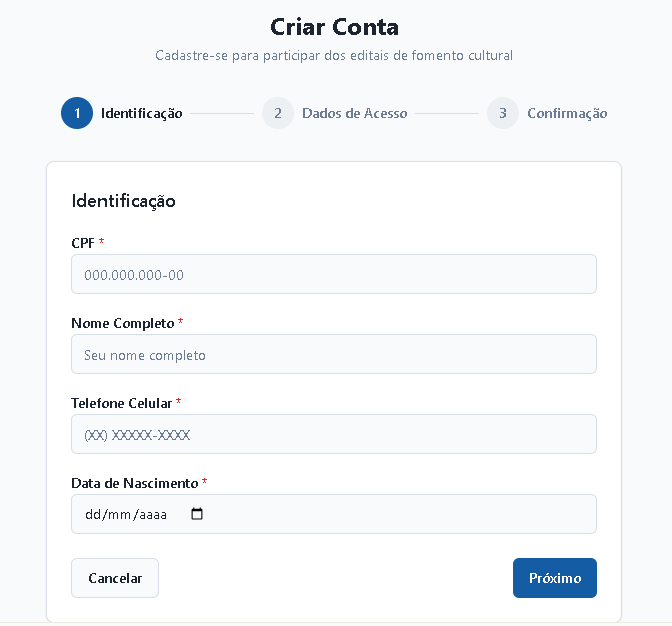 Criar Conta
Cadastre-se para participar dos editais de fomento cultural
1 Identificação 2 Dados de Acesso 3 Confirmação
Identificação
CPF *
000.000.000-00
Nome Completo *
Seu nome completo
Telefone Celular *
(XX) XXXXX-XXXX
Data de Nascimento *
dd/mm/aaaa
Cancelar Próximo